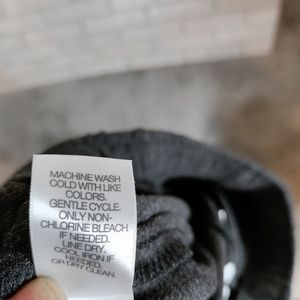 MACHINE WASH
COLD WITH LIKE
COLORS.
GENTLE CYCLE.
ONLY NON-
CHLORINE BLEACH
IF NEEDED.
LINE DRY.
COOL IRON IF
NEEDED.
OR DRY CLEAN.